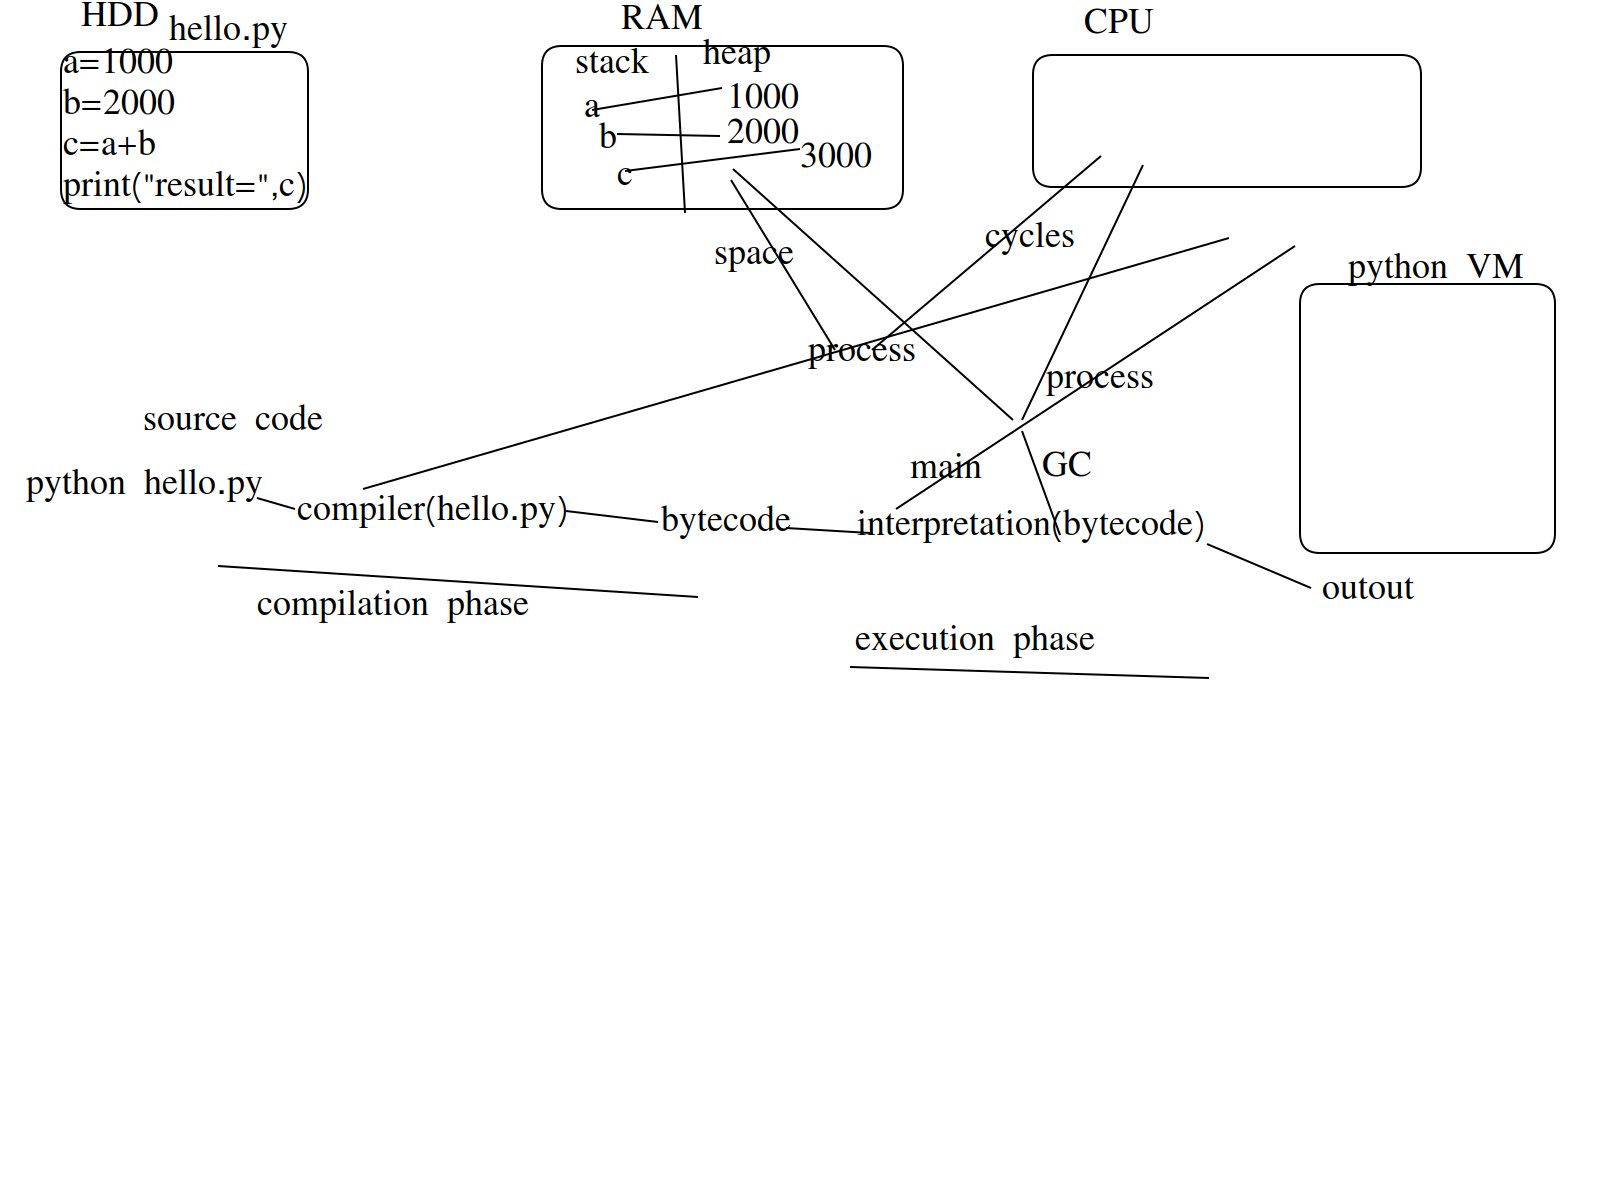 HDD
hello.py
a=1000
b=2000
c=a+b
print("result=",c)
RAM
stack
heap
a
1000
b
2000
c
3000
CPU
space
cycles
python VM
process
process
source code
python hello.py
compiler(hello.py)
bytecode
main
GC
interpretation(bytecode)
outout
compilation phase
execution phase